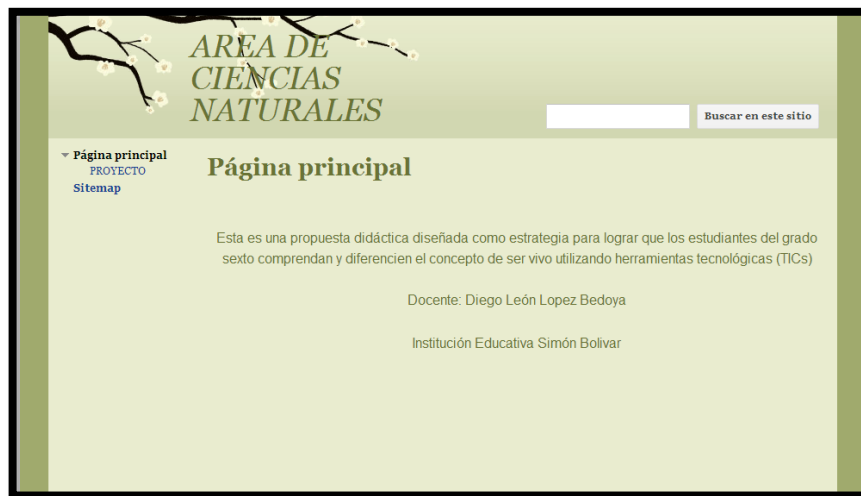 AREA DE
CIENCIAS
NATURALES
Buscar en este sitio
Página principal
PROYECTO
Sitemap
Página principal
Esta es una propuesta didáctica diseñada como estrategia para lograr que los estudiantes del grado
sexto comprendan y diferencien el concepto de ser vivo utilizando herramientas tecnológicas (TICs)
Docente: Diego León Lopez Bedoya
Institución Educativa Simón Bolivar